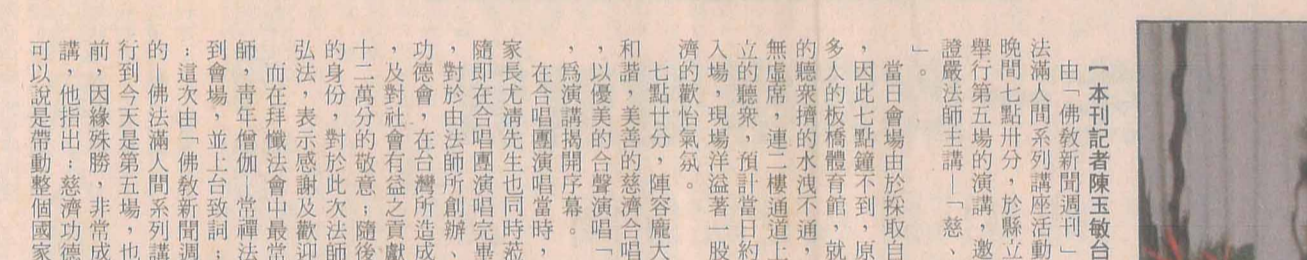 【本刊記者陳玉敏台
由「佛敎新聞週刊」
法滿人間系列講座活動
晚間七點卅分，於縣立
舉行第五場的演講，邀
證嚴法師主講—「慈、
」。
當日會場由於採取自
，因此七點鐘不到，原
多人的板橋體育館，就
的聽衆擠的水洩不通，
無虛席，連二樓通道上
立的聽衆，預計當日約
入場，現場洋溢著一股
濟的歡怡氣氛。
七點廿分，陣容龐大
和諧，美善的慈濟合唱
，以優美的合聲演唱「
，爲演講揭開序幕。
在合唱團演唱當時，
家長尤淸先生也同時蒞
隨即在合唱團演唱完畢
，對於由法師所創辦、
功德會，在台灣所造成
，及對社會有益之貢獻
十二萬分的敬意；隨後
的身份，對於此次法師
弘法，表示感謝及歡迎
而在拜懺法會中最常
師，靑年僧伽—常禪法
到會場，並上台致詞；
：這次由「佛敎新聞週
的—佛法滿人間系列講
行到今天是第五場，也
前，因緣殊勝，非常成
講，他指出：慈濟功德
可以說是帶動整個國家